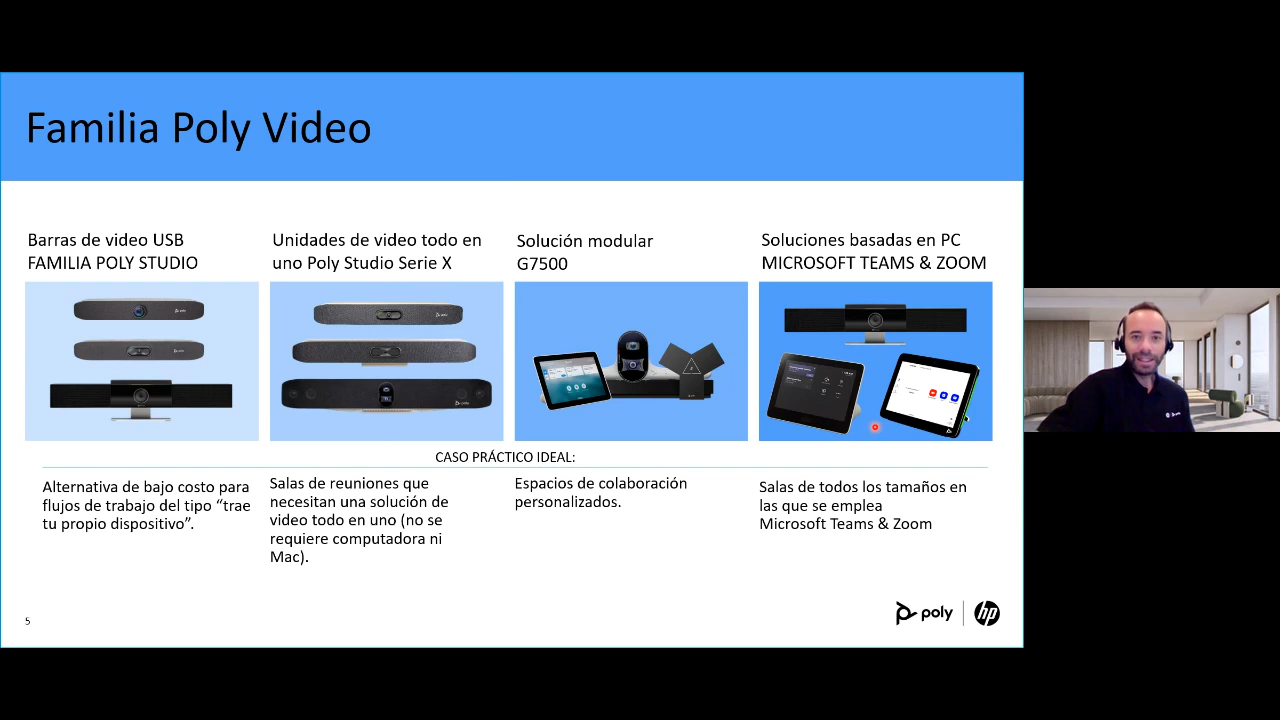 Familia Poly Video
Barras de video USB
FAMILIA POLY STUDIO
Unidades de video todo en
uno Poly Studio Serie X
Solución modular
G7500
Soluciones basadas en PC
MICROSOFT TEAMS & ZOOM
poly
poly
poly
poly
CASO PRÁCTICO IDEAL:
Alternativa de bajo costo para
flujos de trabajo del tipo “trae
tu propio dispositivo”.
Salas de reuniones que
necesitan una solución de
video todo en uno (no se
requiere computadora ni
Mac).
Espacios de colaboración
personalizados.
Salas de todos los tamaños en
las que se emplea
Microsoft Teams & Zoom
5
poly
hp